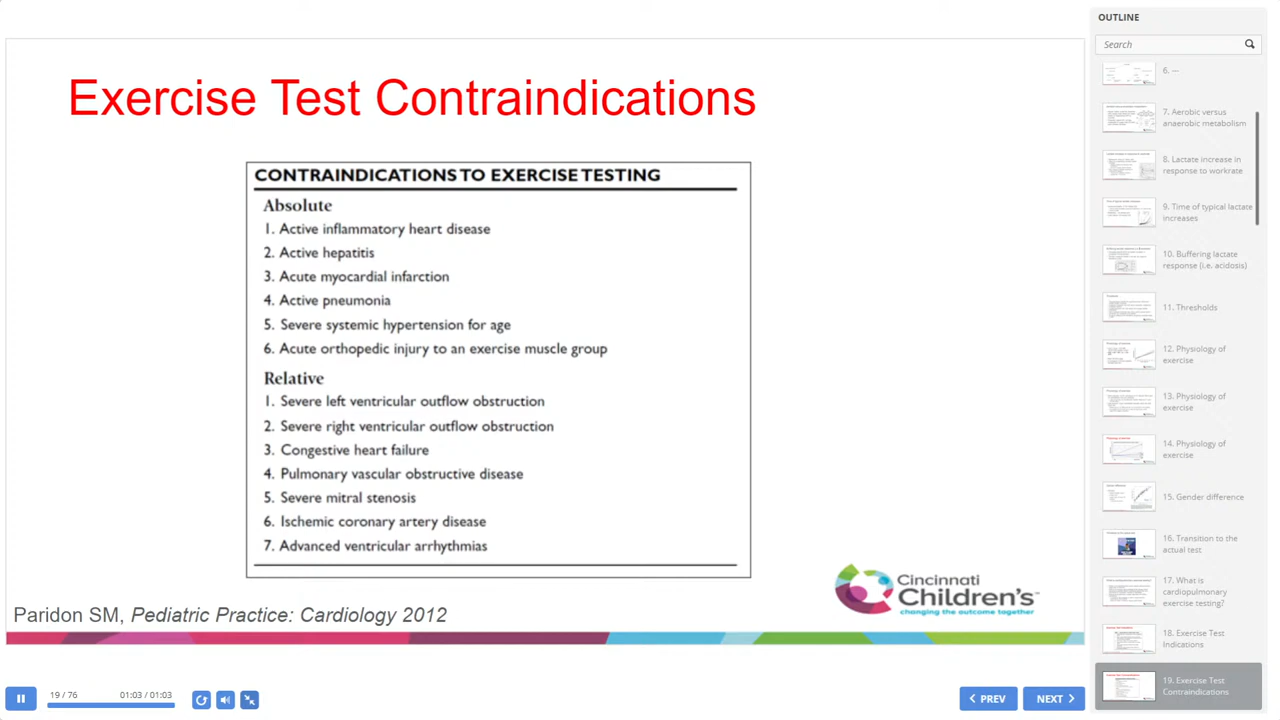 Exercise Test Contraindications
CONTRAINDICATIONS TO EXERCISE TESTING
Absolute
1. Active inflammatory heart disease
2. Active hepatitis
3. Acute myocardial infarction
4. Active pneumonia
5. Severe systemic hypertension for age
6. Acute orthopedic injury to an exercise muscle group
Relative
1. Severe left ventricular outflow obstruction
2. Severe right ventricular outflow obstruction
3. Congestive heart failure
4. Pulmonary vascular obstructive disease
5. Severe mitral stenosis
6. Ischemic coronary artery disease
7. Advanced ventricular arrhythmias
Cincinnati
Children's™
changing the outcome together
Paridon SM, Pediatric Practice: Cardiology 2012
19 / 76
01:03 / 01:03
PREV
NEXT
OUTLINE
Search
6. ---
7. Aerobic versus
anaerobic metabolism
8. Lactate increase in
response to workrate
9. Time of typical lactate
increases
10. Buffering lactate
response (i.e. acidosis)
11. Thresholds
12. Physiology of
exercise
13. Physiology of
exercise
14. Physiology of
exercise
15. Gender difference
16. Transition to the
actual test
17. What is
cardiopulmonary
exercise testing?
18. Exercise Test
Indications
19. Exercise Test
Contraindications